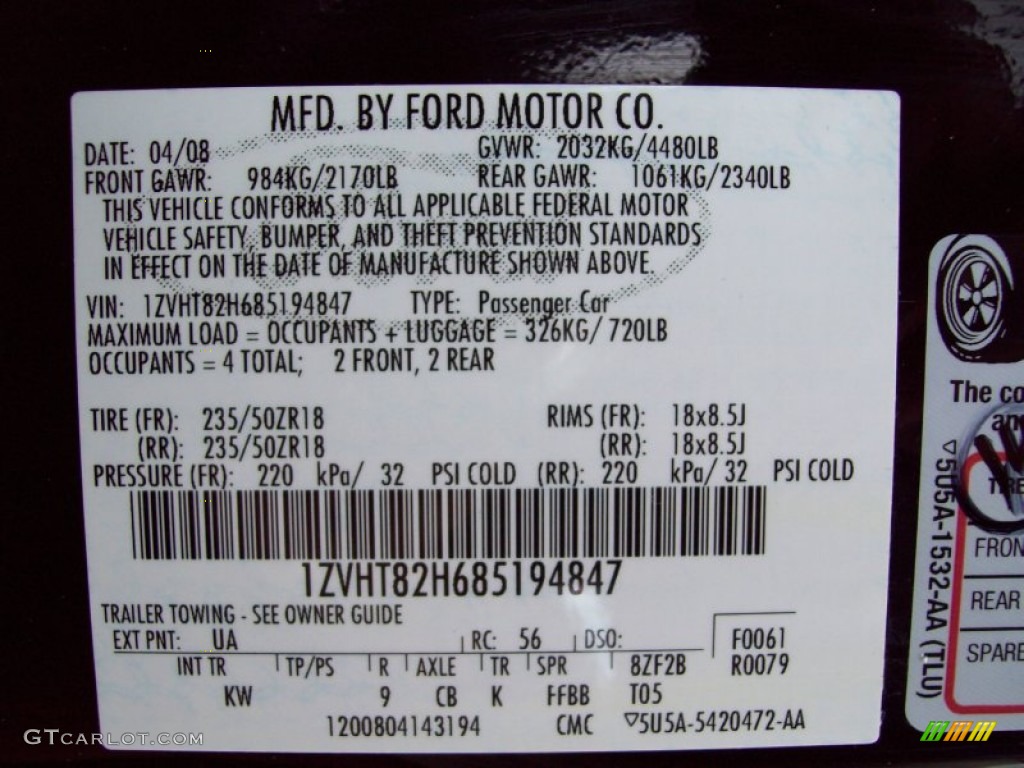 MFD. BY FORD MOTOR CO.
DATE: 04/08 GVWR: 2032KG/4480LB
FRONT GAWR: 984KG/2170LB REAR GAWR: 1061KG/2340LB
THIS VEHICLE CONFORMS TO ALL APPLICABLE FEDERAL MOTOR
VEHICLE SAFETY, BUMPER, AND THEFT PREVENTION STANDARDS
IN EFFECT ON THE DATE OF MANUFACTURE SHOWN ABOVE.
VIN: 1ZVHT82H685194847 TYPE: Passenger Car
MAXIMUM LOAD = OCCUPANTS + LUGGAGE = 326KG/ 720LB
OCCUPANTS = 4 TOTAL; 2 FRONT, 2 REAR
TIRE (FR): 235/50ZR18 RIMS (FR): 18x8.5J
(RR): 235/50ZR18 (RR): 18x8.5J
PRESSURE (FR): 220 kPa/ 32 PSI COLD (RR): 220 kPa/ 32 PSI COLD
1ZVHT82H685194847
TRAILER TOWING - SEE OWNER GUIDE
EXT PNT: UA RC: 56 DSO: F0061
INT TR TP/PS R AXLE TR SPR 8ZF2B R0079
KW 9 CB K FFBB T05
1200804143194 CMC ▽5U5A-5420472-AA
The co
an
TIRE
FRON
REAR
SPARE
▽5U5A-1532-AA (TLU)
GTCARLOT.COM